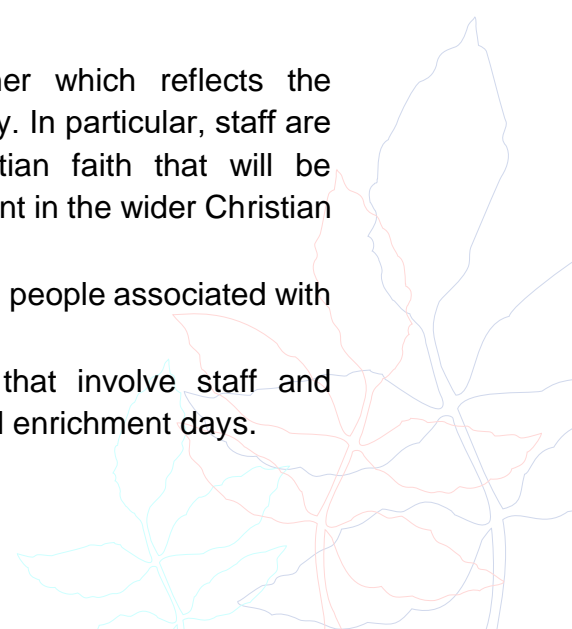 ner which reflects the
y. In particular, staff are
tian faith that will be
nt in the wider Christian
people associated with
that involve staff and
l enrichment days.